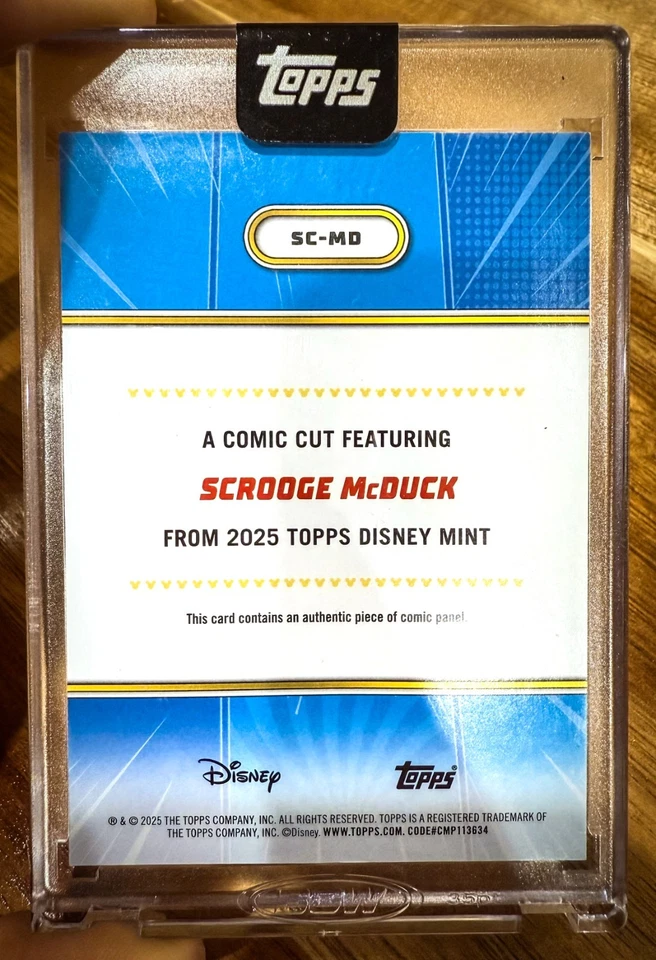 Topps
SC-MD
A COMIC CUT FEATURING
SCROOGE McDUCK
FROM 2025 TOPPS DISNEY MINT
This card contains an authentic piece of comic panel.
Disney Topps®
® & © 2025 THE TOPPS COMPANY, INC. ALL RIGHTS RESERVED. TOPPS IS A REGISTERED TRADEMARK OF
THE TOPPS COMPANY, INC. ©Disney. WWW.TOPPS.COM. CODE#CMP113634